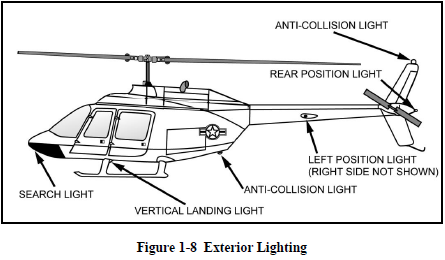 ANTI-COLLISION LIGHT
REAR POSITION LIGHT
LEFT POSITION LIGHT
(RIGHT SIDE NOT SHOWN)
ANTI-COLLISION LIGHT
SEARCH LIGHT
VERTICAL LANDING LIGHT
Figure 1-8 Exterior Lighting